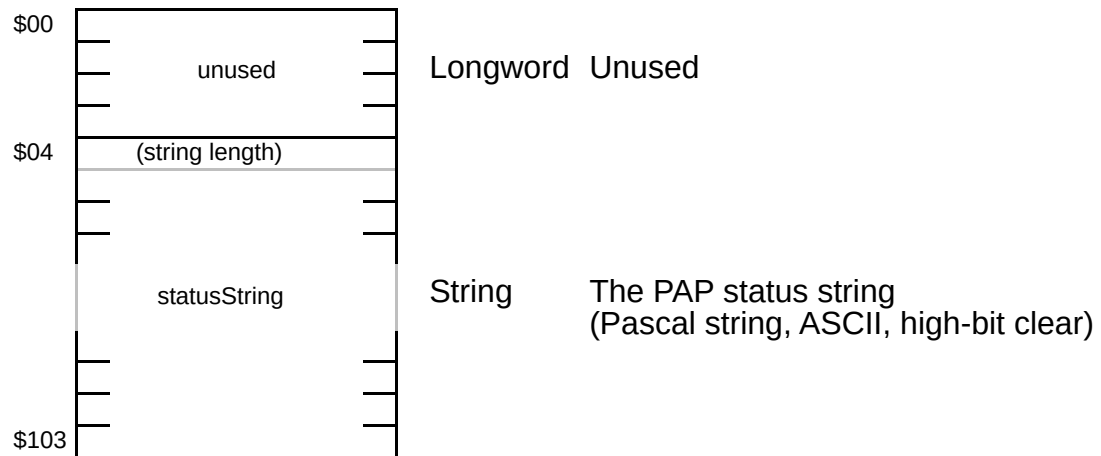 $00
unused Longword Unused
$04 (string length)
statusString String The PAP status string
(Pascal string, ASCII, high-bit clear)
$103